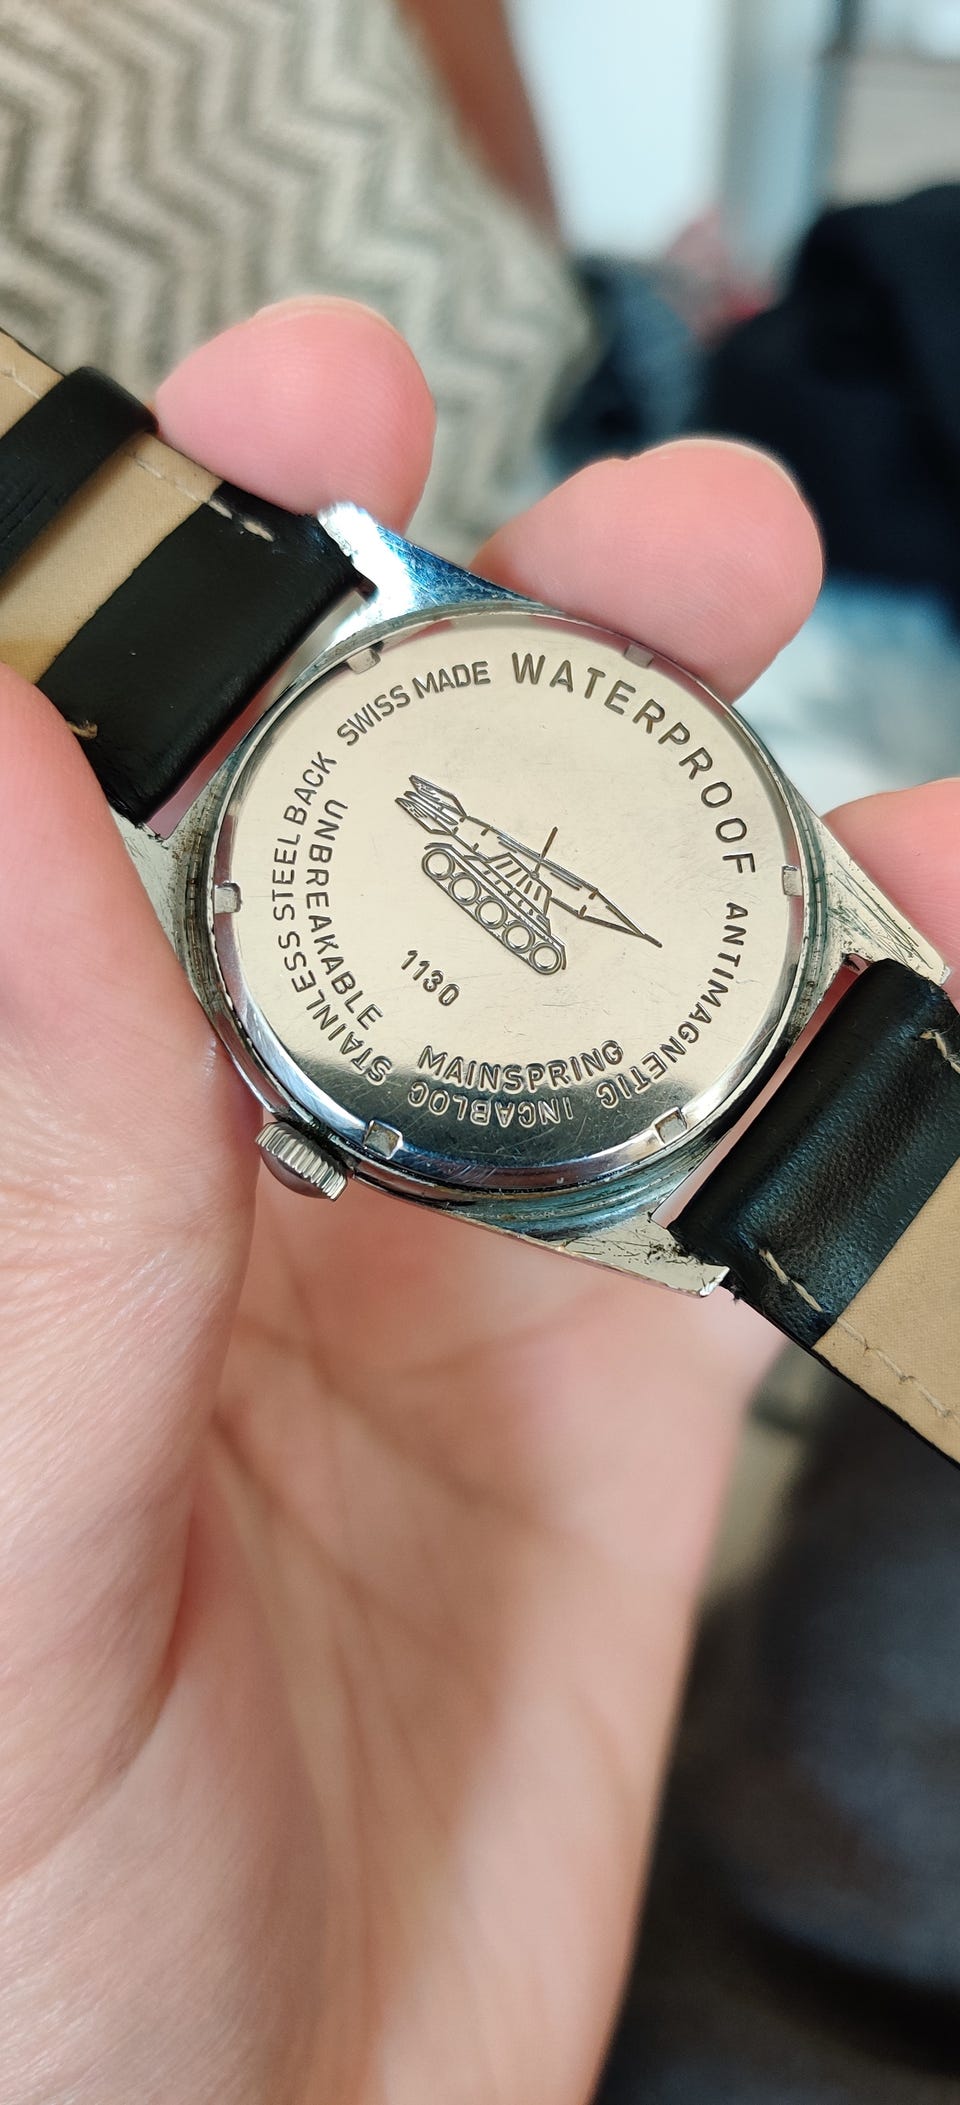 WATERPROOF
ANTIMAGNETIC
INCABLOC
STAINLESS STEEL BACK
SWISS MADE
UNBREAKABLE
MAINSPRING
1130